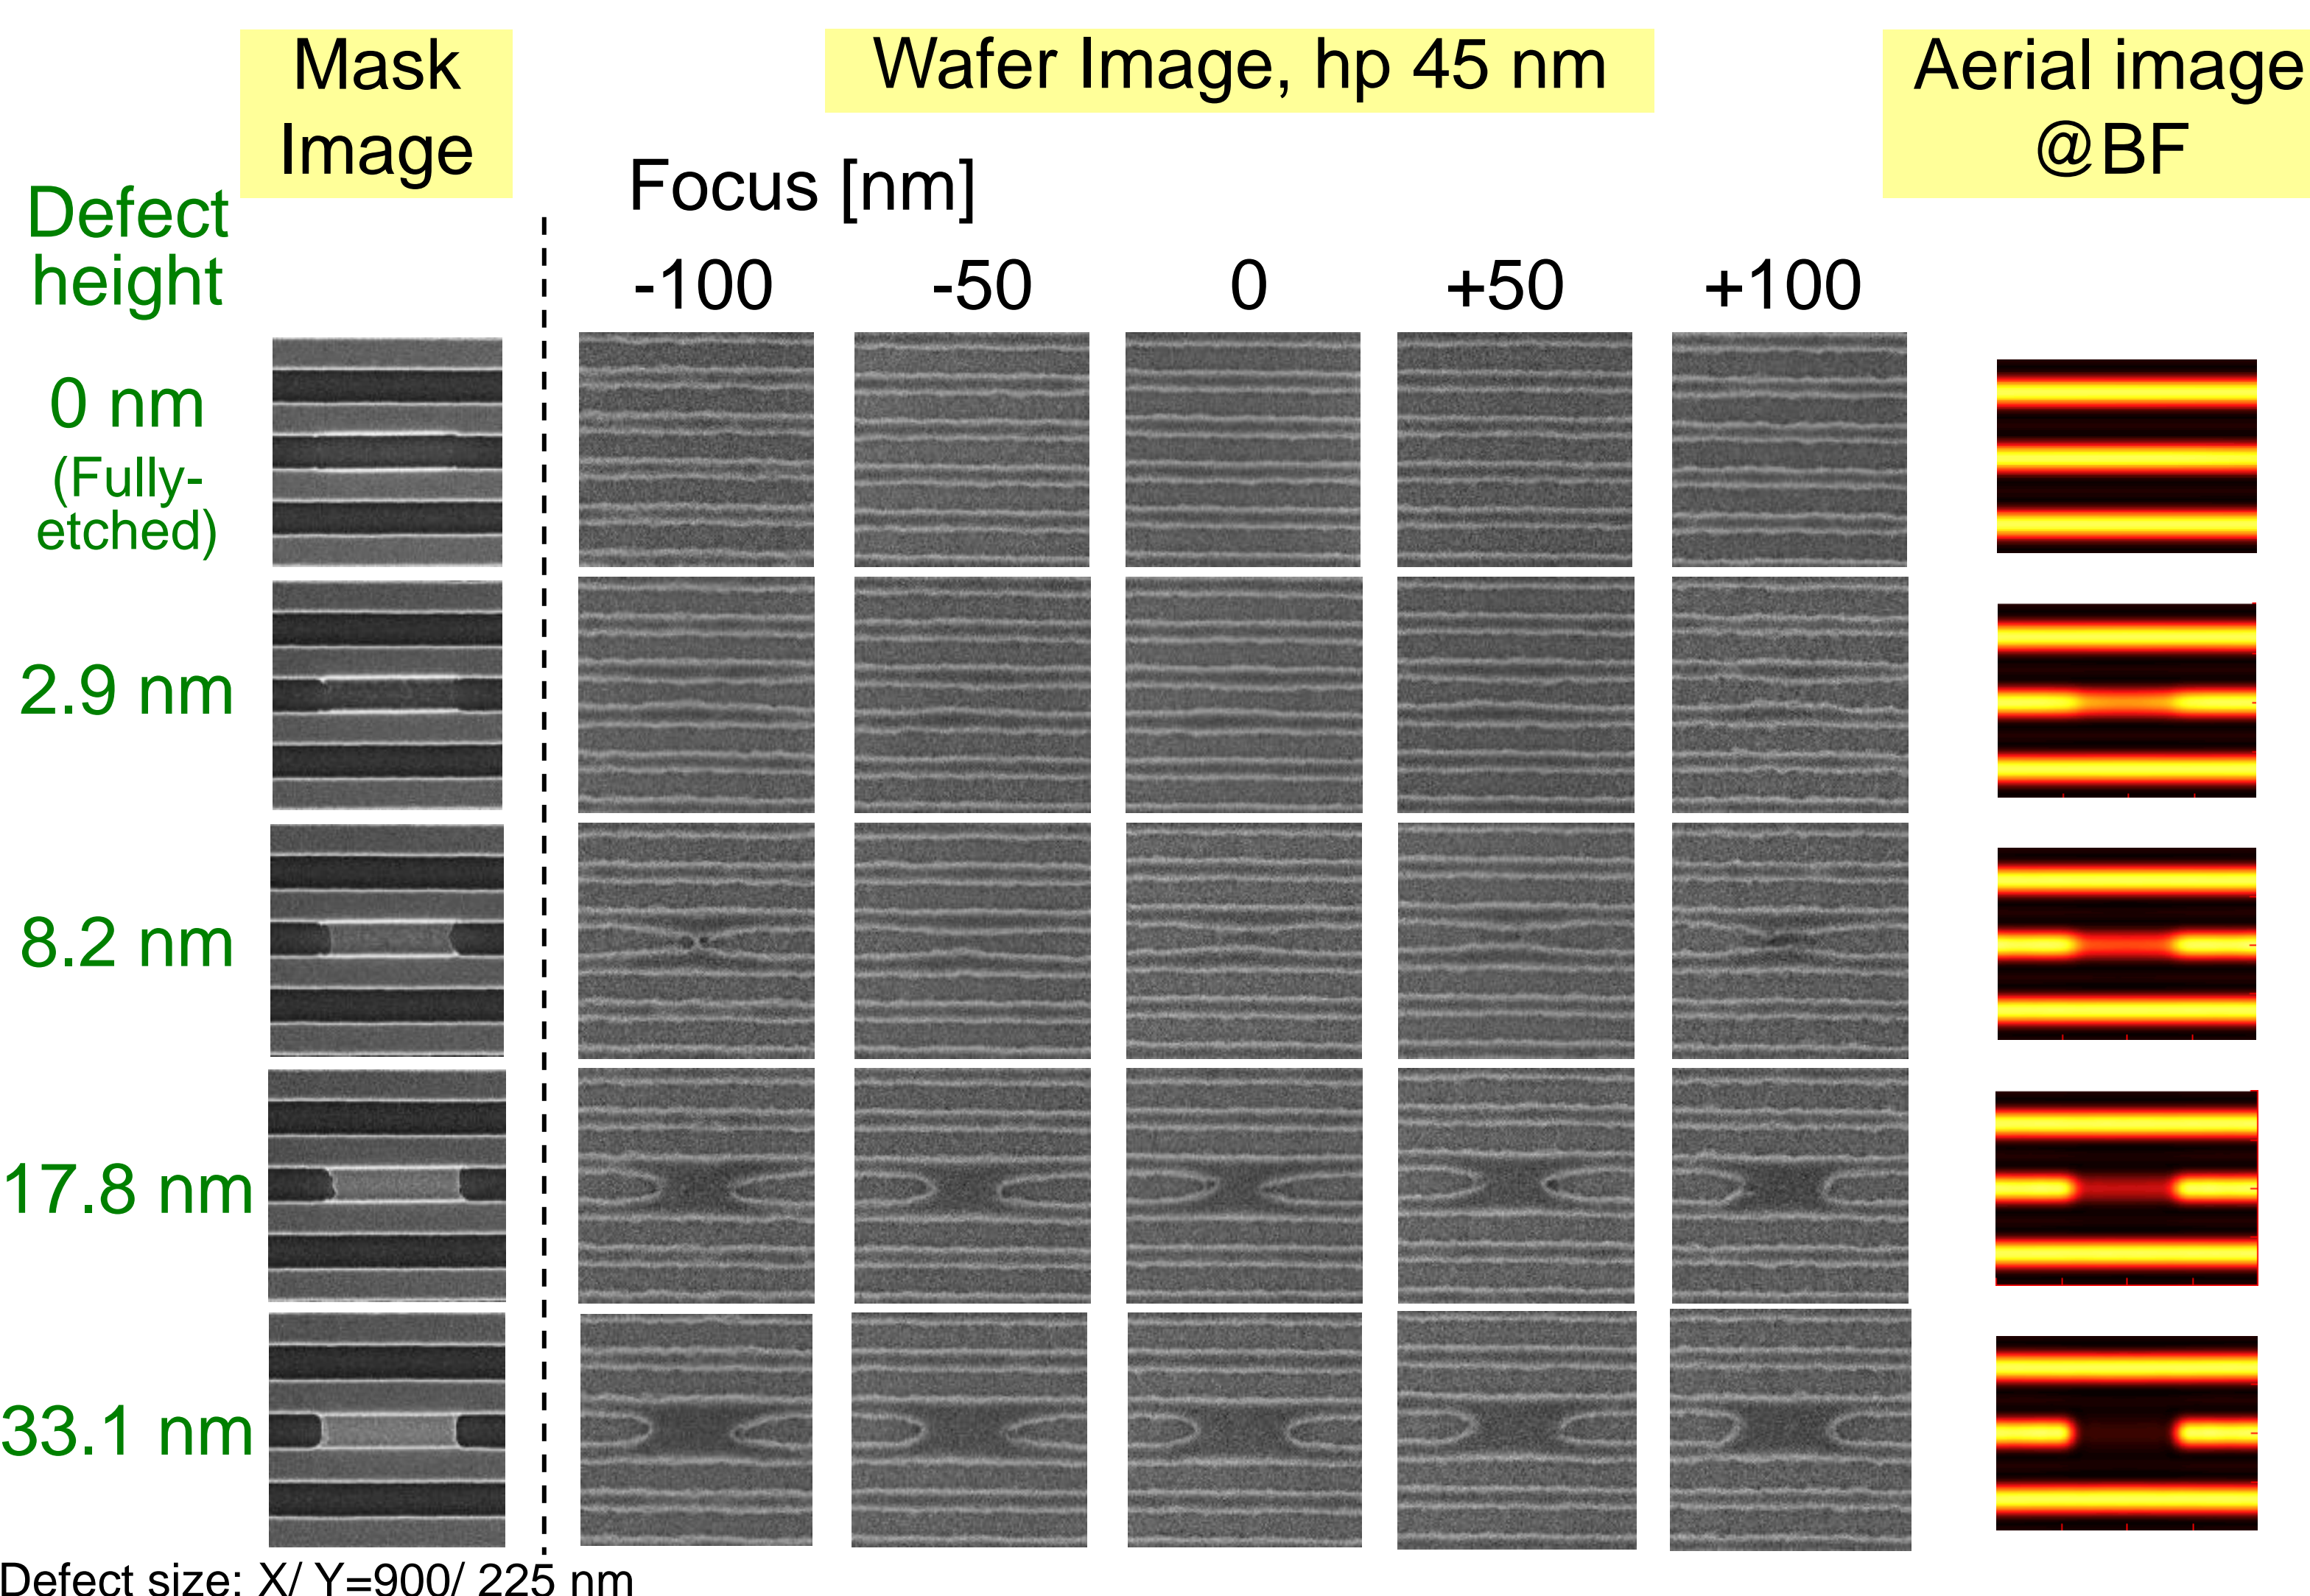 Mask
Image
Wafer Image, hp 45 nm
Aerial image
@BF
Defect
height
Focus [nm]
-100
-50
0
+50
+100
0 nm
(Fully-
etched)
2.9 nm
8.2 nm
17.8 nm
33.1 nm
Defect size: X/ Y=900/ 225 nm